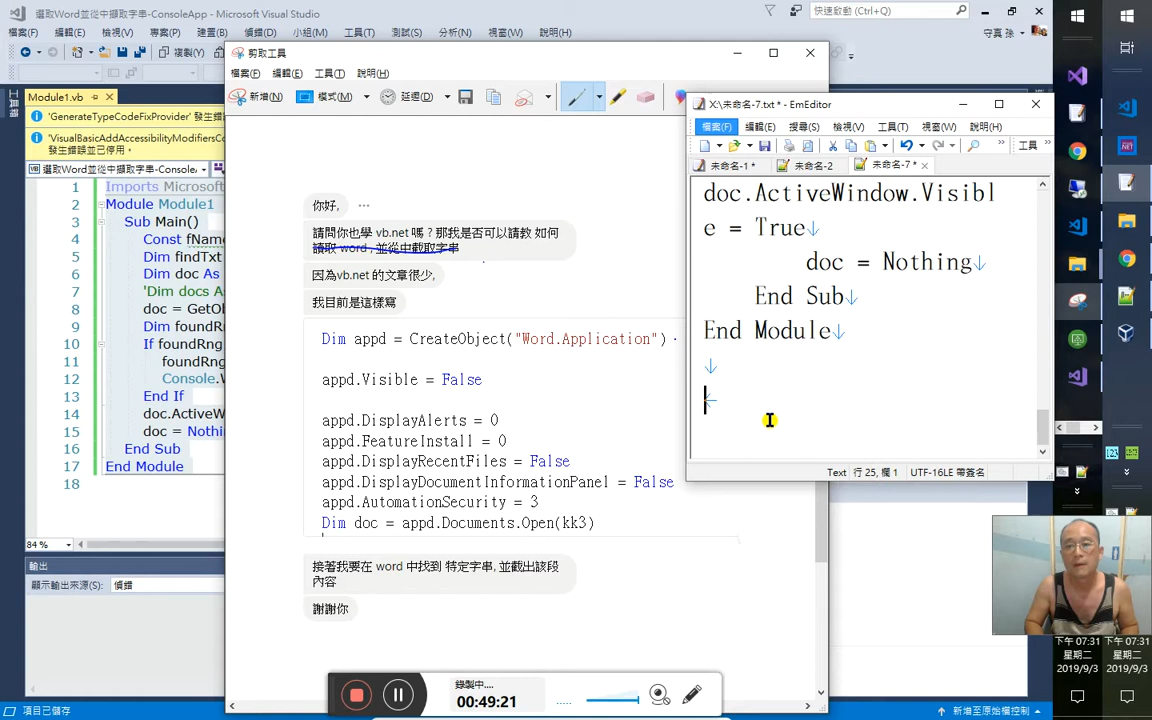 選取Word並從中擷取字串-ConsoleApp - Microsoft Visual Studio
快速啟動 (Ctrl+Q)
檔案(F) 編輯(E) 檢視(V) 專案(P) 建置(B) 偵錯(D) 小組(M) 工具(T) 測試(S) 分析(N) 視窗(W) 說明(H)
守真 孫
複製(Y)
工具箱
Module1.vb
'GenerateTypeCodeFixProvider' 發生錯
'VisualBasicAddAccessibilityModifiersCo
發生錯誤並已停用。
選取Word並從中擷取字串-ConsoleApp
1 Imports Microsoft
2 Module Module1
3 Sub Main()
4 Const fName
5 Dim findTxt
6 Dim doc As
7 'Dim docs As
8 doc = GetObj
9 Dim foundRng
10 If foundRng
11 foundRng
12 Console.W
13 End If
14 doc.ActiveW
15 doc = Nothin
16 End Sub
17 End Module
18
84 %
輸出
顯示輸出來源(S): 偵錯
項目已儲存
新增至原始檔控制
剪取工具
檔案(F) 編輯(E) 工具(T) 說明(H)
新增(N) 模式(M) 延遲(D)
你好,
請問你也學 vb.net 嗎 ? 那我是否可以請教 如何
讀取 word , 並從中截取字串
因為vb.net 的文章很少,
我目前是這樣寫
Dim appd = CreateObject("Word.Application")
appd.Visible = False
appd.DisplayAlerts = 0
appd.FeatureInstall = 0
appd.DisplayRecentFiles = False
appd.DisplayDocumentInformationPanel = False
appd.AutomationSecurity = 3
Dim doc = appd.Documents.Open(kk3)
接著我要在 word 中找到 特定字串, 並截出該段
內容
謝謝你
錄製中....
00:49:21
X:\未命名-7.txt * - EmEditor
檔案(F) 編輯(E) 搜尋(S) 檢視(V) 工具(T) 視窗(W) 說明(H)
工具
未命名-1 * 未命名-2 未命名-7 *
doc.ActiveWindow.Visibl
e = True↓
doc = Nothing↓
End Sub↓
End Module↓
↓
←
Text 行 25, 欄 1 UTF-16LE 帶簽名
下午 07:31
星期二
2019/9/3
下午 07:31
星期二
2019/9/3